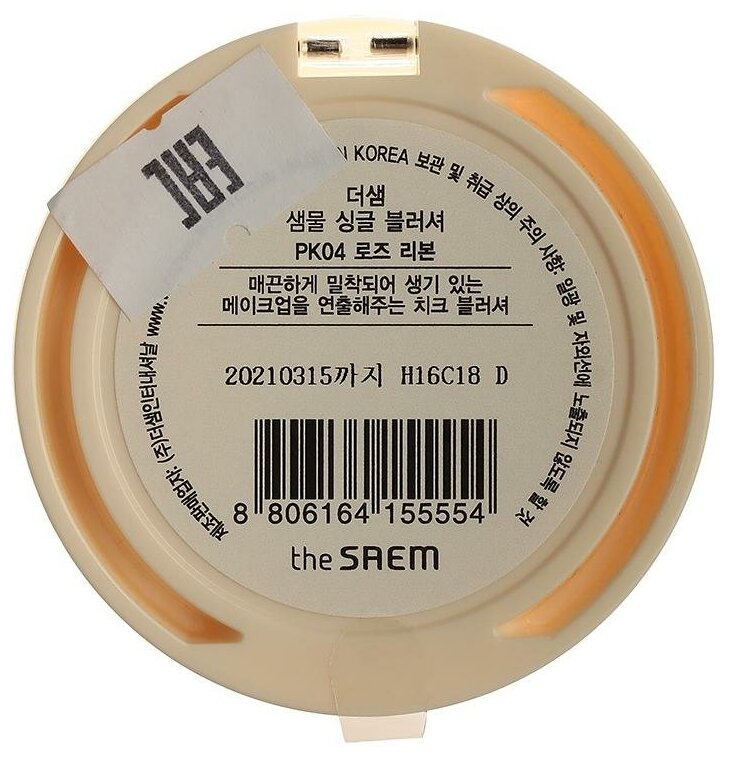 N KOREA 보관 및 취급 상의 주의 사항: 일광 및 자외선에 노출되지 않도록 할 것
더샘
샘물 싱글 블러셔
PK04 로즈 리본
매끈하게 밀착되어 생기 있는
메이크업을 연출해주는 치크 블러셔
20210315까지 H16C18 D
8 806164 155554
the SAEM
제조판매업자: (주)더샘인터내셔날 www.